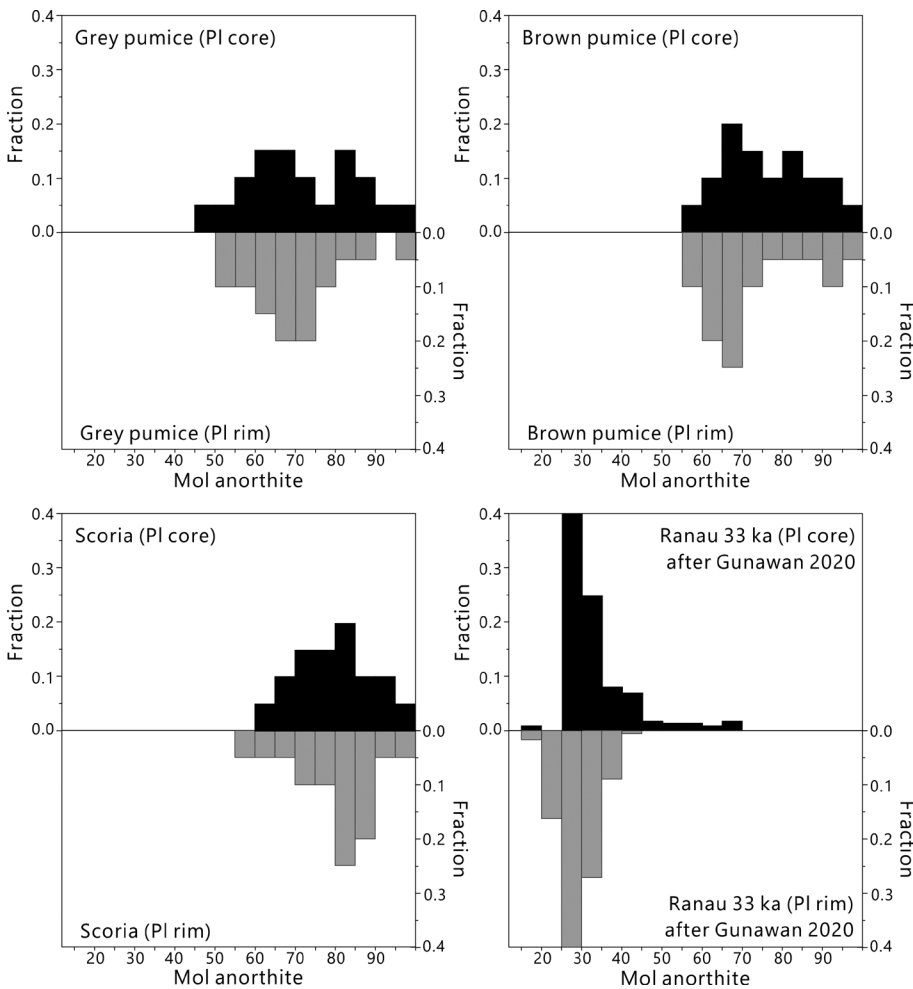 Grey pumice (Pl core)
0.4
0.3
0.2
0.1
0.0
Fraction
0.0
0.1
0.2
0.3
0.4
Fraction
Grey pumice (Pl rim)
20 30 40 50 60 70 80 90
Mol anorthite
Brown pumice (Pl core)
0.4
0.3
0.2
0.1
0.0
Fraction
0.0
0.1
0.2
0.3
0.4
Fraction
Brown pumice (Pl rim)
20 30 40 50 60 70 80 90
Mol anorthite
Scoria (Pl core)
0.4
0.3
0.2
0.1
0.0
Fraction
0.0
0.1
0.2
0.3
0.4
Fraction
Scoria (Pl rim)
20 30 40 50 60 70 80 90
Mol anorthite
Ranau 33 ka (Pl core)
after Gunawan 2020
0.4
0.3
0.2
0.1
0.0
Fraction
0.0
0.1
0.2
0.3
0.4
Fraction
Ranau 33 ka (Pl rim)
after Gunawan 2020
20 30 40 50 60 70 80 90
Mol anorthite